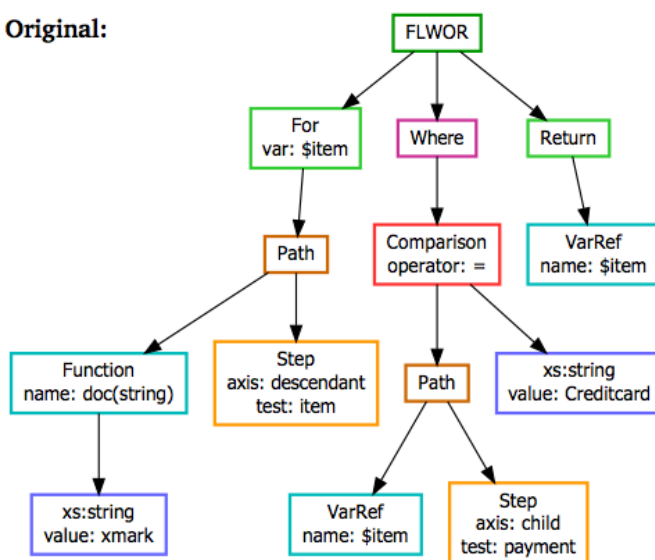 Original:
FLWOR
For
var: $item
Where
Return
Path
Comparison
operator: =
VarRef
name: $item
Function
name: doc(string)
Step
axis: descendant
test: item
Path
xs:string
value: Creditcard
xs:string
value: xmark
VarRef
name: $item
Step
axis: child
test: payment